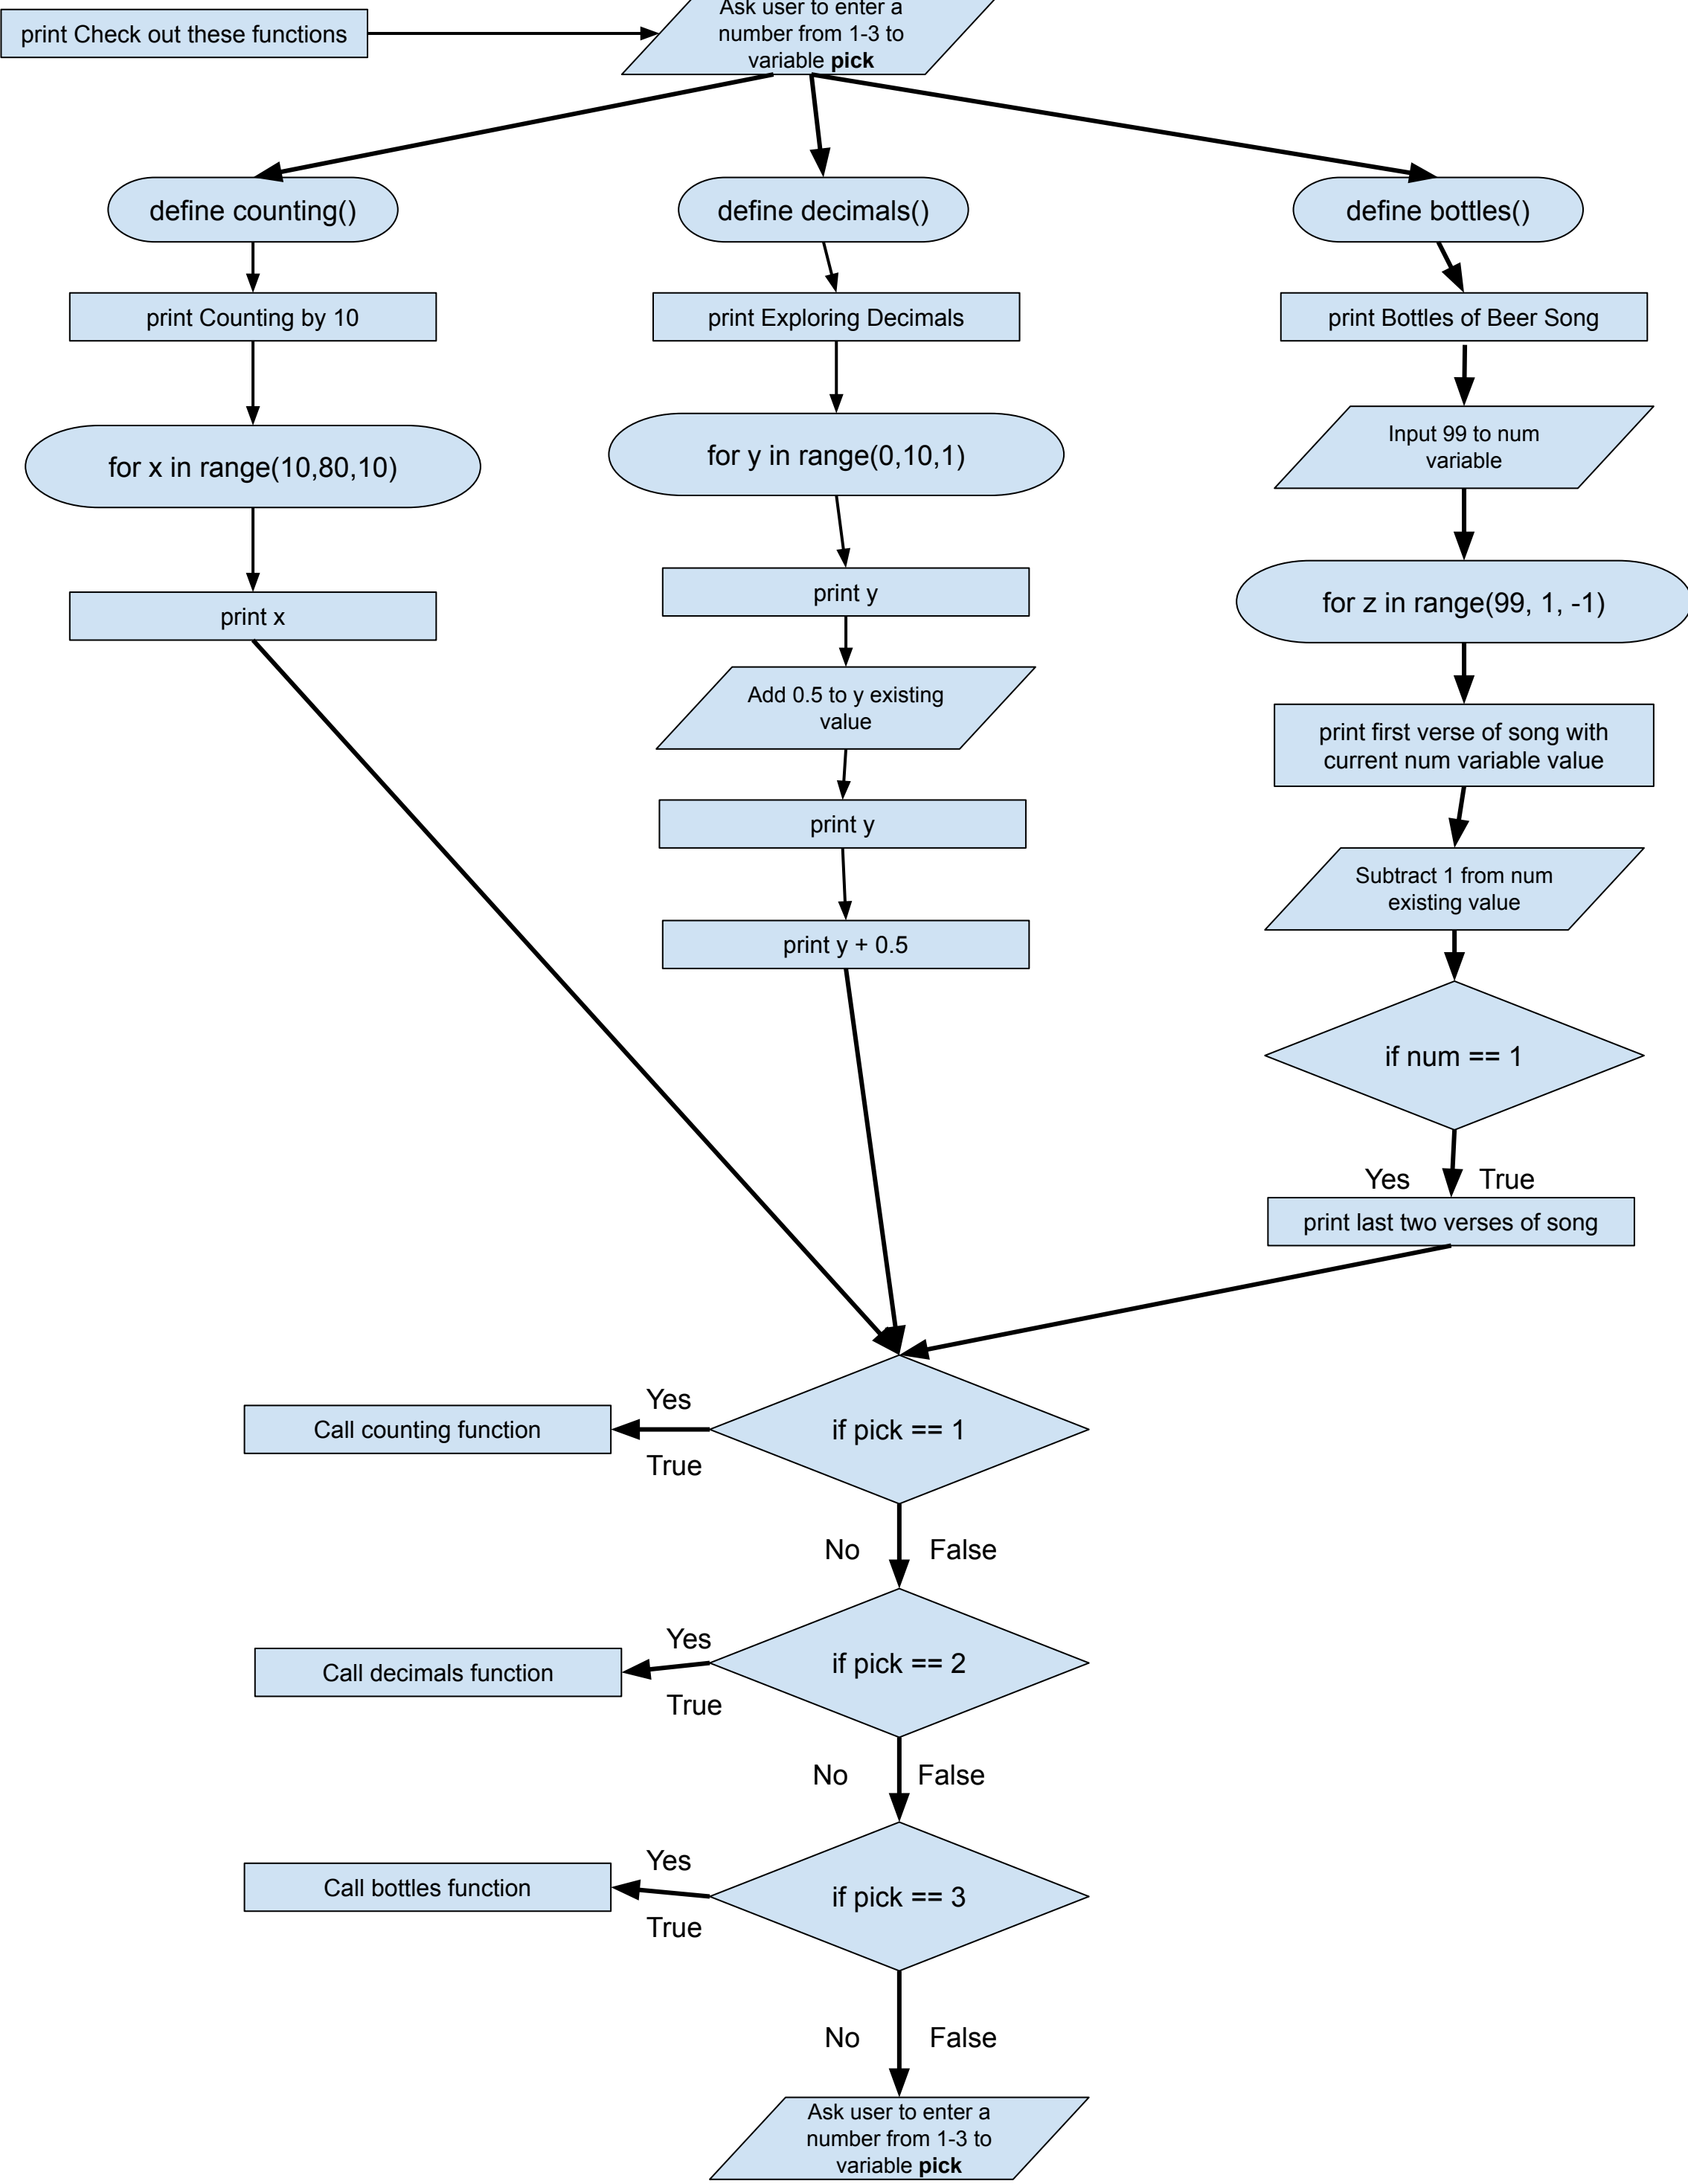 print Check out these functions
Ask user to enter a
number from 1-3 to
variable pick
define counting()
print Counting by 10
for x in range(10,80,10)
print x
define decimals()
print Exploring Decimals
for y in range(0,10,1)
print y
Add 0.5 to y existing
value
print y
print y + 0.5
define bottles()
print Bottles of Beer Song
Input 99 to num
variable
for z in range(99, 1, -1)
print first verse of song with
current num variable value
Subtract 1 from num
existing value
if num == 1
Yes True
print last two verses of song
if pick == 1
Yes
True
Call counting function
No False
if pick == 2
Yes
True
Call decimals function
No False
if pick == 3
Yes
True
Call bottles function
No False
Ask user to enter a
number from 1-3 to
variable pick